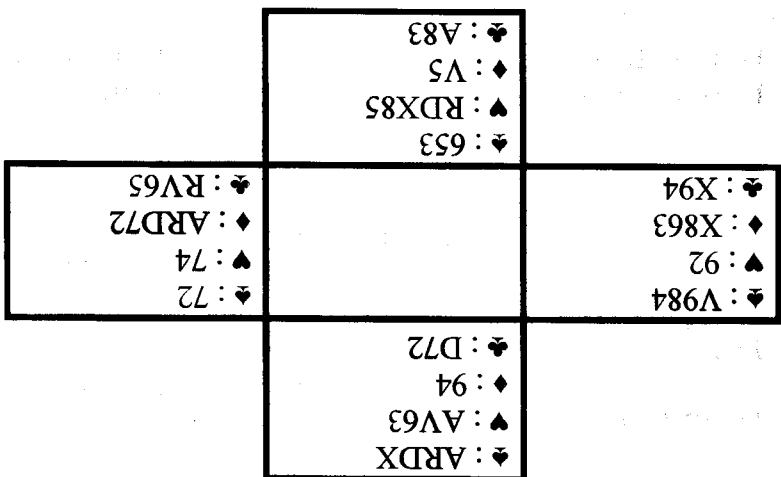 ♠ : ARDX
♥ : AV63
♦ : 94
♣ : D72
♠ : 72
♥ : 74
♦ : ARD72
♣ : RV65
♠ : V984
♥ : 92
♦ : X863
♣ : X94
♠ : 653
♥ : RDX85
♦ : V5
♣ : A83